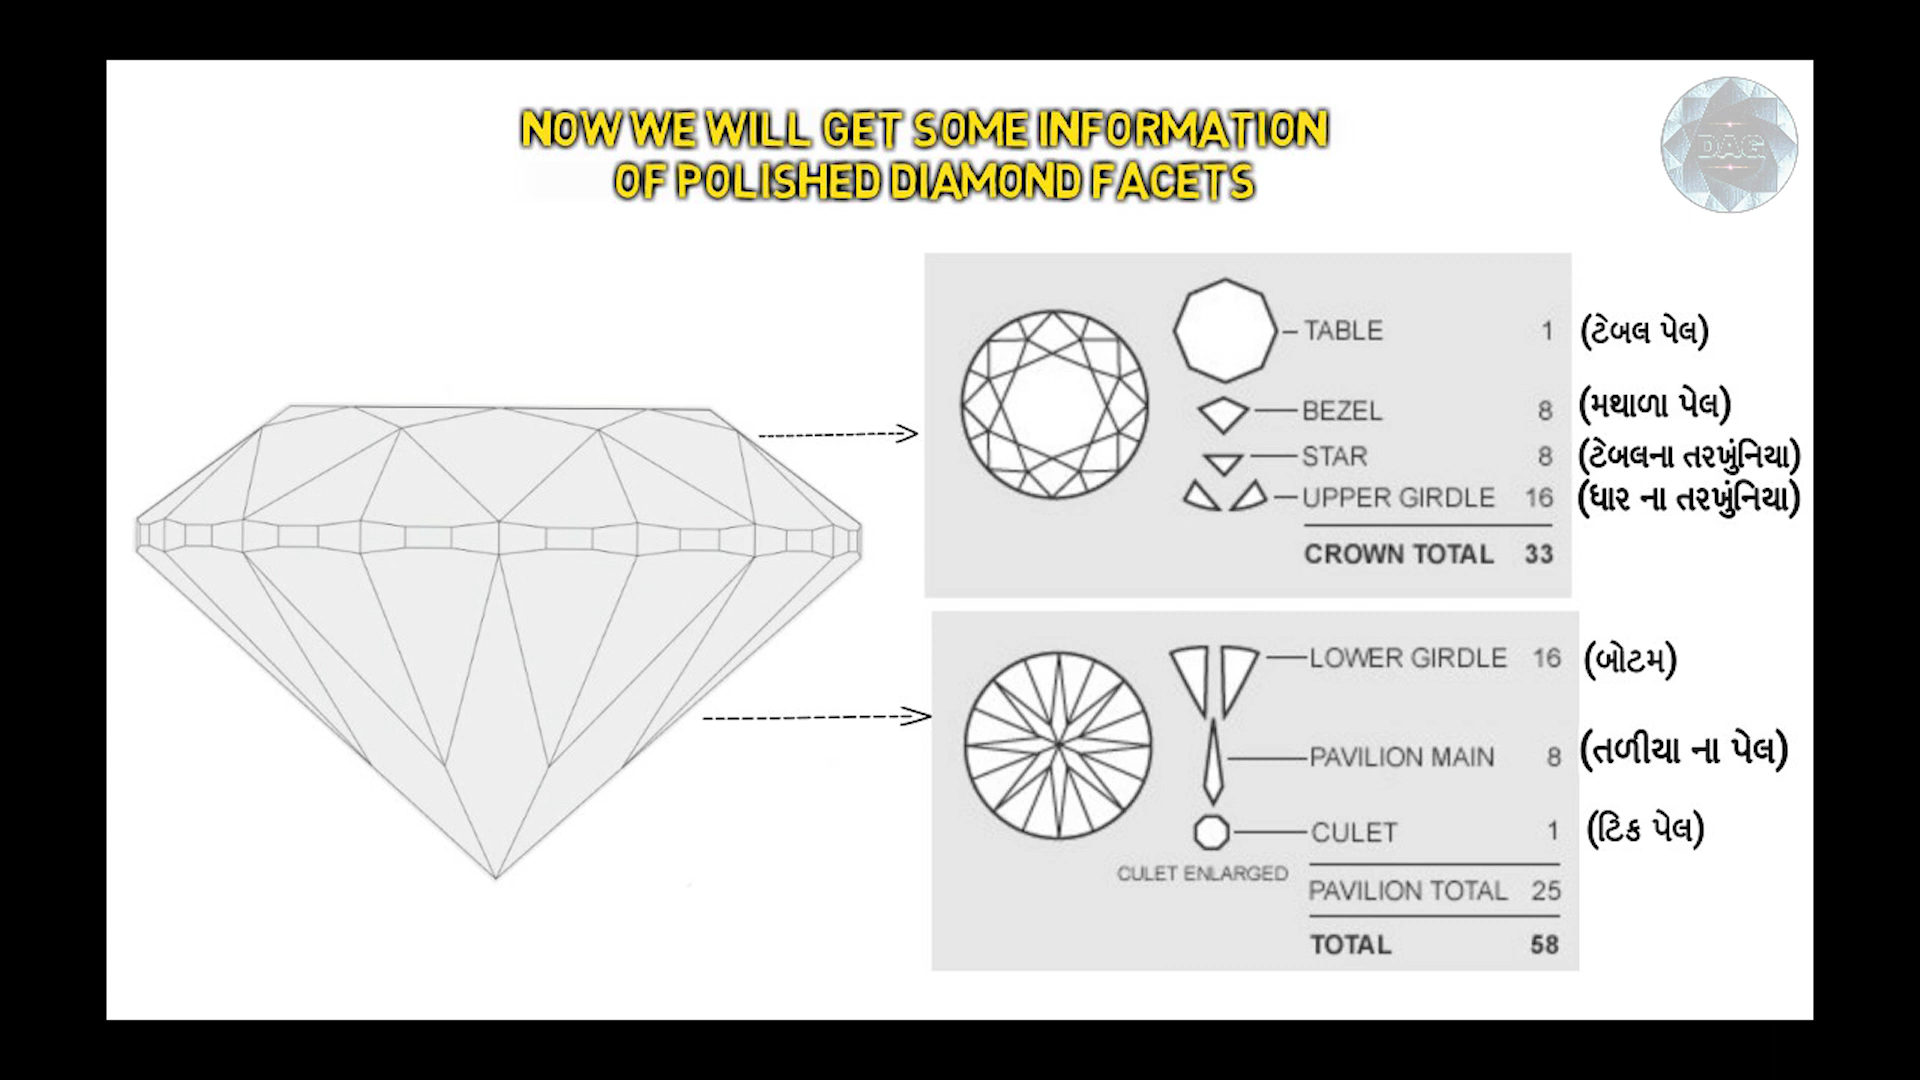 NOW WE WILL GET SOME INFORMATION
OF POLISHED DIAMOND FACETS
DAG
TABLE 1 (ટેબલ પેલ)
BEZEL 8 (મથાળા પેલ)
STAR 8 (ટેબલના તરખુંનિયા)
UPPER GIRDLE 16 (ધાર ના તરખુંનિયા)
CROWN TOTAL 33
LOWER GIRDLE 16 (બોટમ)
PAVILION MAIN 8 (તળીયા ના પેલ)
CULET 1 (ટિક પેલ)
CULET ENLARGED
PAVILION TOTAL 25
TOTAL 58